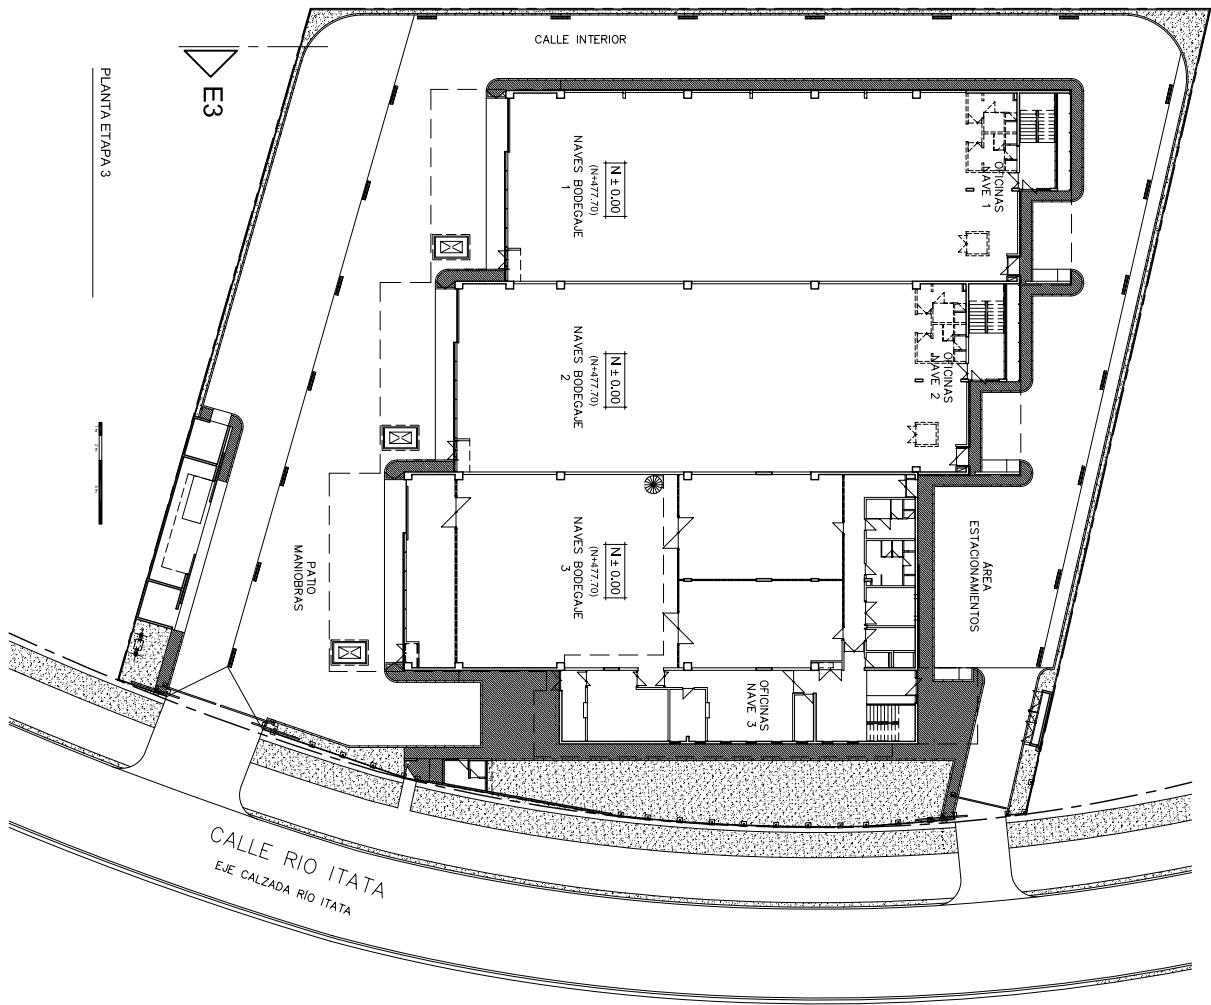 CALLE INTERIOR
E3
PLANTA ETAPA 3
NAVES BODEGAJE
1
N ± 0.00
(N+477.70)
OFICINAS
NAVE 1
NAVES BODEGAJE
2
N ± 0.00
(N+477.70)
OFICINAS
NAVE 2
NAVES BODEGAJE
3
N ± 0.00
(N+477.70)
ÁREA
ESTACIONAMIENTOS
PATIO
MANIOBRAS
OFICINAS
NAVE 3
CALLE RIO ITATA
EJE CALZADA RÍO ITATA